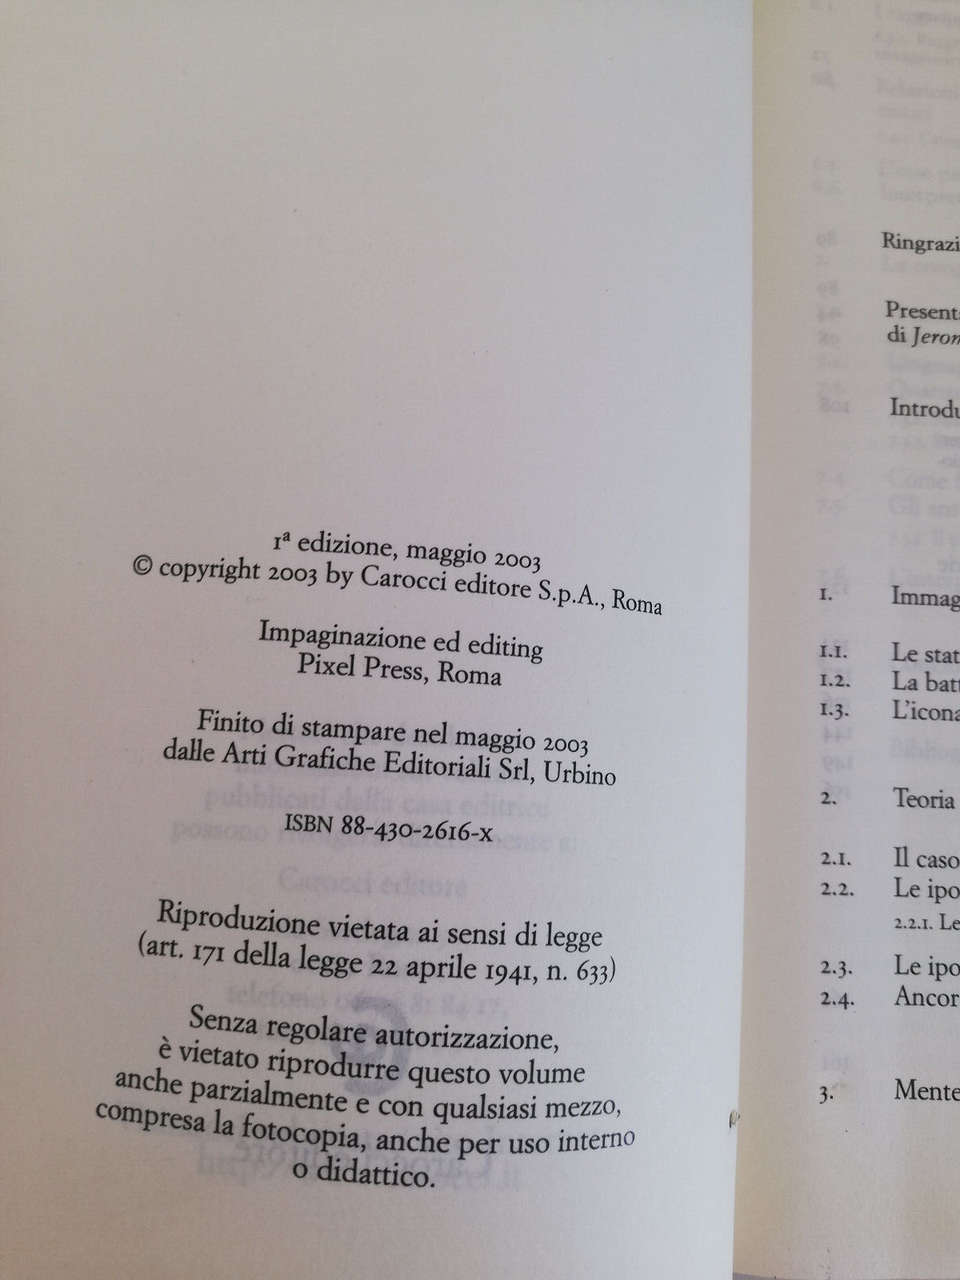 1ª edizione, maggio 2003
© copyright 2003 by Carocci editore S.p.A., Roma
Impaginazione ed editing
Pixel Press, Roma
Finito di stampare nel maggio 2003
dalle Arti Grafiche Editoriali Srl, Urbino
ISBN 88-430-2616-x
Riproduzione vietata ai sensi di legge
(art. 171 della legge 22 aprile 1941, n. 633)
Senza regolare autorizzazione,
è vietato riprodurre questo volume
anche parzialmente e con qualsiasi mezzo,
compresa la fotocopia, anche per uso interno
o didattico.
Ringrazi
Present
di Jerom
Introdu
1. Immag
1.1. Le stat
1.2. La batt
1.3. L'icona
2. Teoria
2.1. Il caso
2.2. Le ipo
2.2.1. Le
2.3. Le ipo
2.4. Ancor
3. Mente